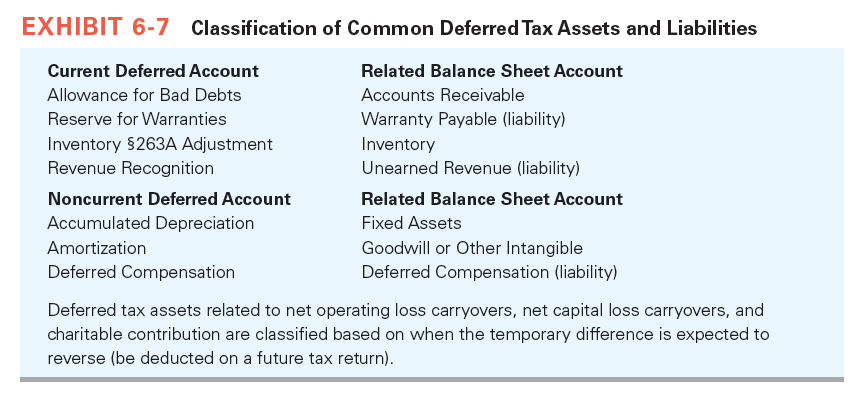 EXHIBIT 6-7 Classification of Common Deferred Tax Assets and Liabilities
Current Deferred Account Related Balance Sheet Account
Allowance for Bad Debts Accounts Receivable
Reserve for Warranties Warranty Payable (liability)
Inventory §263A Adjustment Inventory
Revenue Recognition Unearned Revenue (liability)
Noncurrent Deferred Account Related Balance Sheet Account
Accumulated Depreciation Fixed Assets
Amortization Goodwill or Other Intangible
Deferred Compensation Deferred Compensation (liability)
Deferred tax assets related to net operating loss carryovers, net capital loss carryovers, and
charitable contribution are classified based on when the temporary difference is expected to
reverse (be deducted on a future tax return).